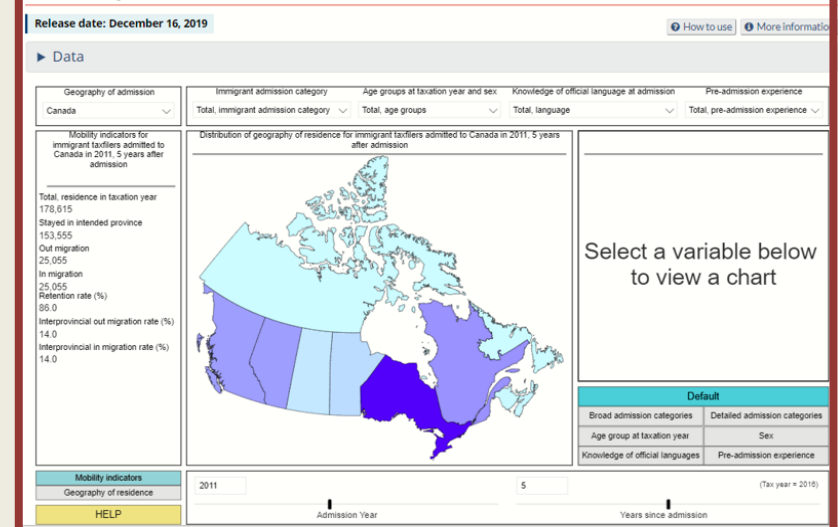 Release date: December 16, 2019
How to use
More informatio
Data
Geography of admission
Canada
Immigrant admission category
Total, immigrant admission category
Age groups at taxation year and sex
Total, age groups
Knowledge of official language at admission
Total, language
Pre-admission experience
Total, pre-admission experience
Mobility indicators for
immigrant taxfilers admitted to
Canada in 2011, 5 years after
admission
Total, residence in taxation year
178,615
Stayed in intended province
153,555
Out migration
25,055
In migration
25,055
Retention rate (%)
86.0
Interprovincial out migration rate (%)
14.0
Interprovincial in migration rate (%)
14.0
Distribution of geography of residence for immigrant taxfilers admitted to Canada in 2011, 5 years
after admission
Select a variable below
to view a chart
Default
Broad admission categories
Detailed admission categories
Age group at taxation year
Sex
Knowledge of official languages
Pre-admission experience
Mobility indicators
Geography of residence
HELP
2011
Admission Year
5
(Tax year = 2016)
Years since admission